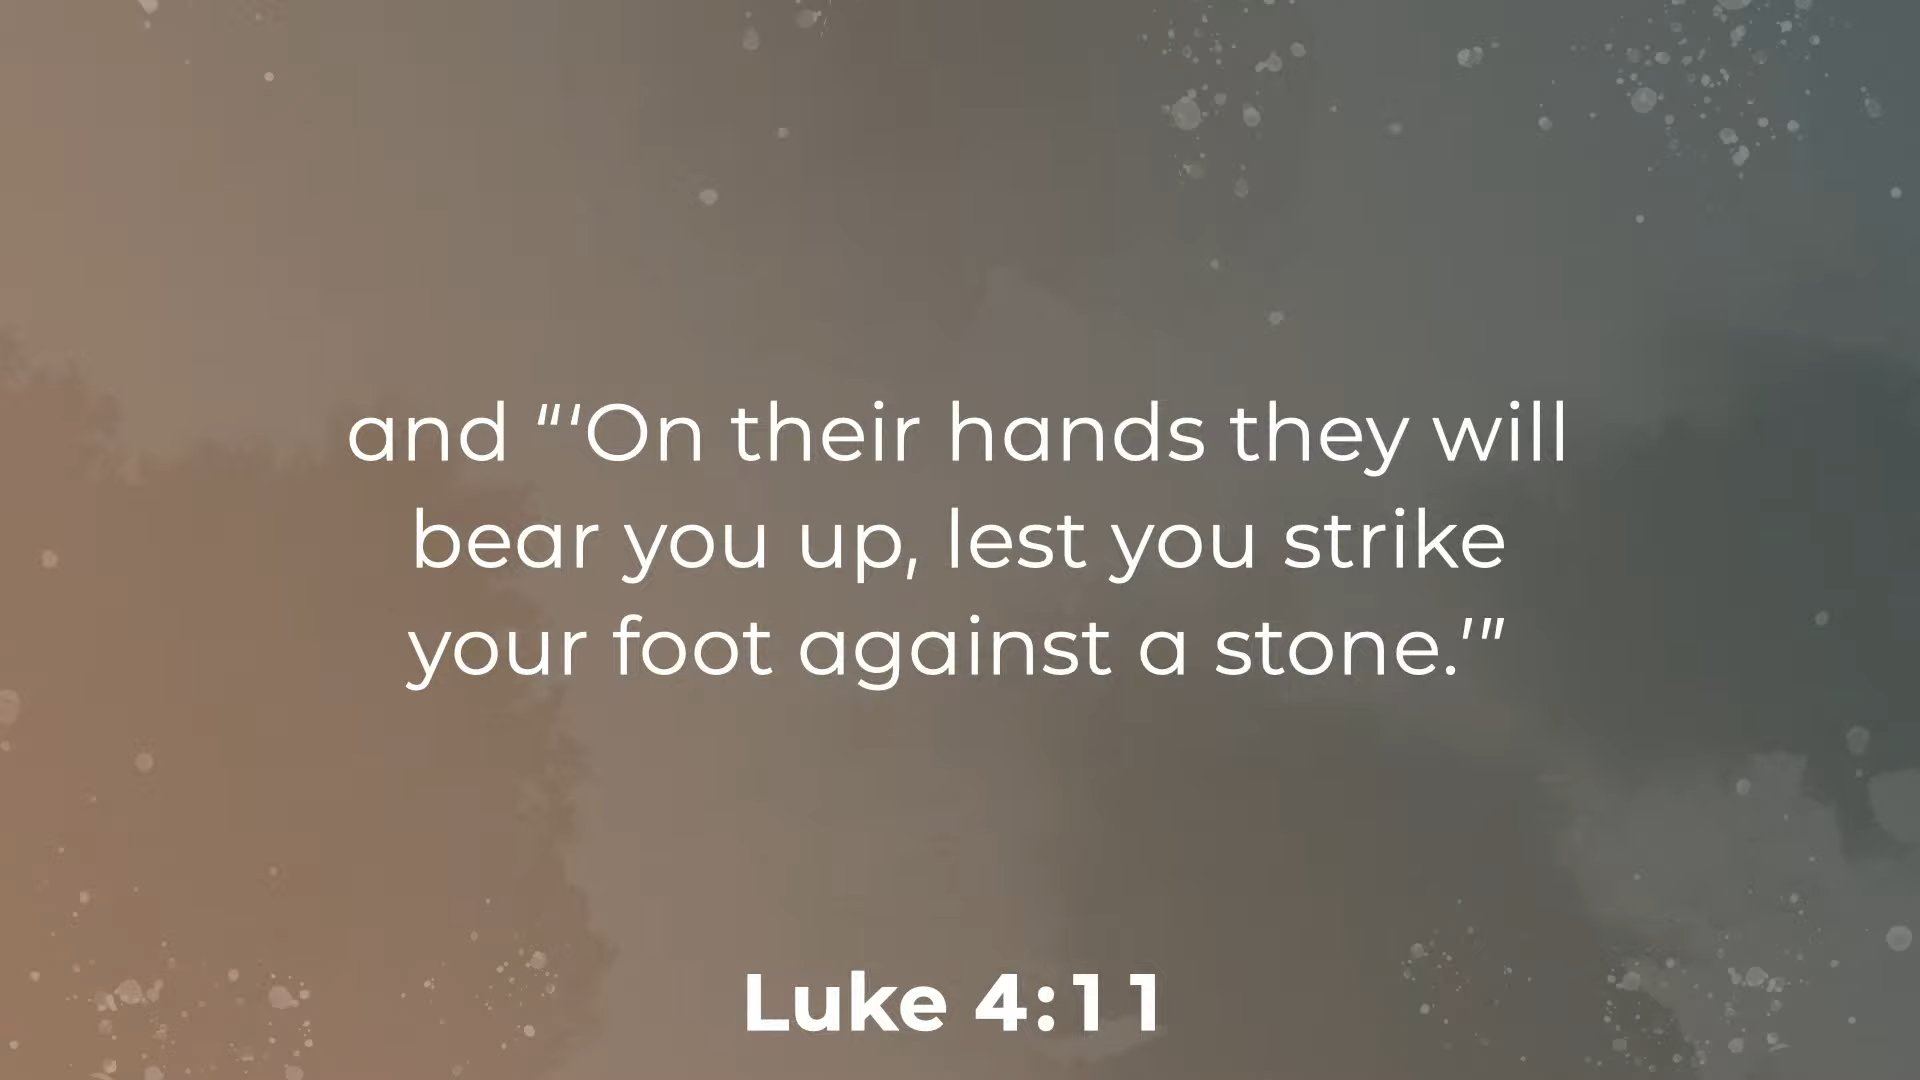 and “‘On their hands they will
bear you up, lest you strike
your foot against a stone.’”
Luke 4:11